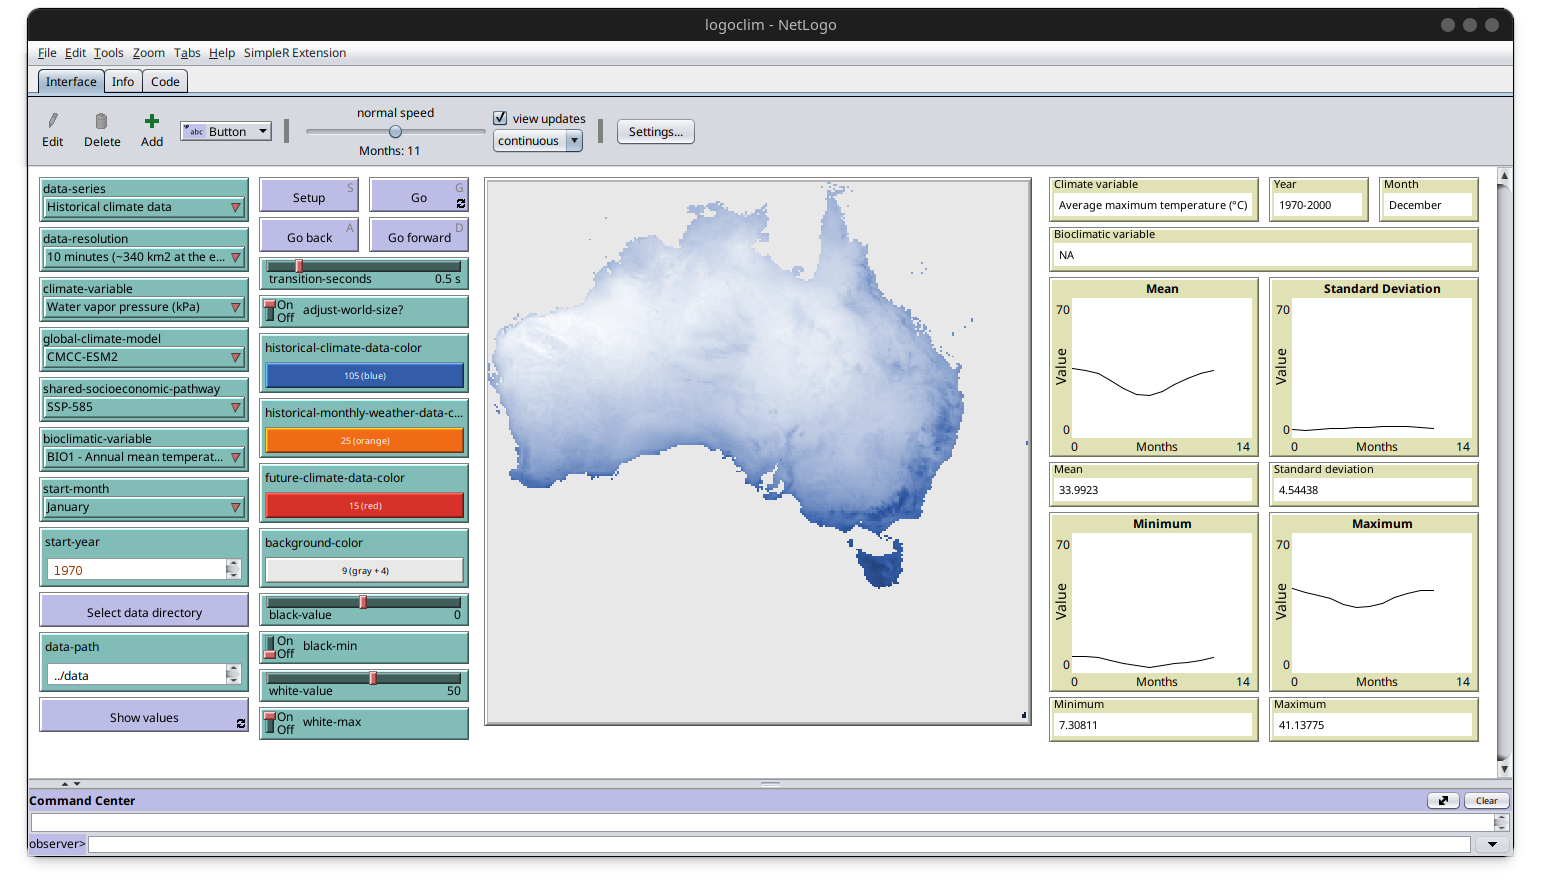 logoclim - NetLogo
File Edit Tools Zoom Tabs Help SimpleR Extension
Interface Info Code
Edit
Delete
Add
abc Button
normal speed
Months: 11
view updates
continuous
Settings...
data-series
Historical climate data
data-resolution
10 minutes (~340 km2 at the e...
climate-variable
Water vapor pressure (kPa)
global-climate-model
CMCC-ESM2
shared-socioeconomic-pathway
SSP-585
bioclimatic-variable
BIO1 - Annual mean temperat...
start-month
January
start-year
1970
Select data directory
data-path
../data
Show values
Setup S
Go G
Go back A
Go forward D
transition-seconds 0.5 s
On
Off
adjust-world-size?
historical-climate-data-color
105 (blue)
historical-monthly-weather-data-c...
25 (orange)
future-climate-data-color
15 (red)
background-color
9 (gray + 4)
black-value 0
On
Off
black-min
white-value 50
On
Off
white-max
Climate variable
Average maximum temperature (°C)
Year
1970-2000
Month
December
Bioclimatic variable
NA
Mean
70
Value
0
0 Months 14
Standard Deviation
70
Value
0
0 Months 14
Mean
33.9923
Standard deviation
4.54438
Minimum
70
Value
0
0 Months 14
Maximum
70
Value
0
0 Months 14
Minimum
7.30811
Maximum
41.13775
Command Center
Clear
observer>